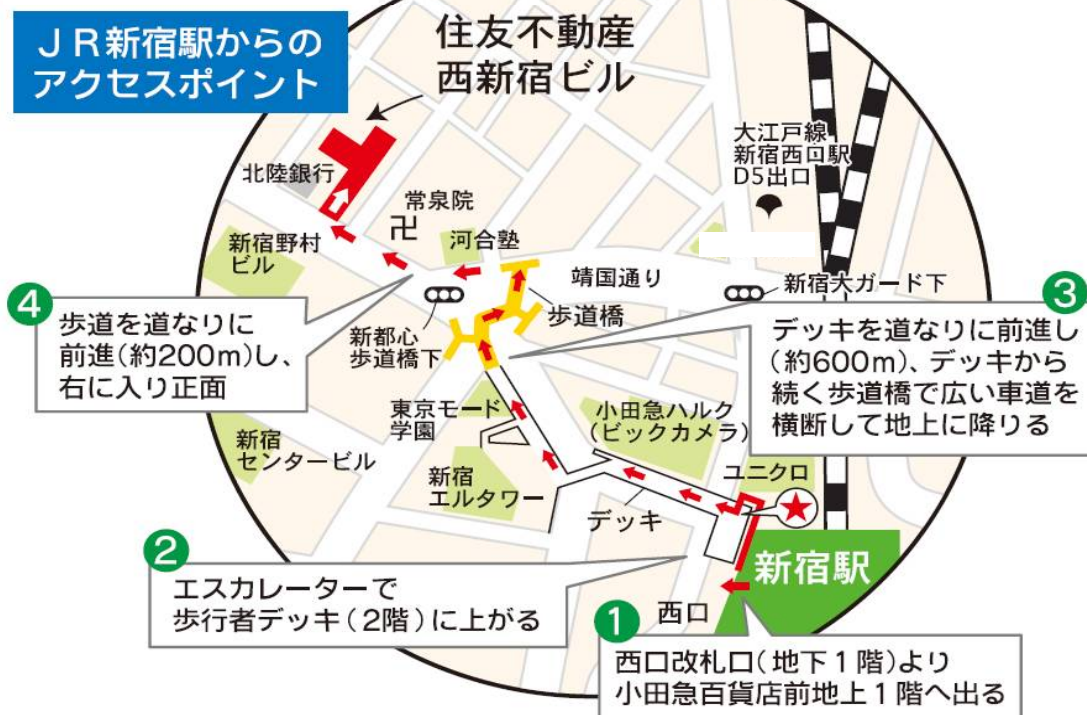 JR新宿駅からの
アクセスポイント
住友不動産
西新宿ビル
大江戸線
新宿西口駅
D5出口
北陸銀行
常泉院
卍
河合塾
新宿野村
ビル
靖国通り
新宿大ガード下
歩道橋
新都心
歩道橋下
4
歩道を道なりに
前進(約200m)し、
右に入り正面
3
デッキを道なりに前進し
(約600m)、デッキから
続く歩道橋で広い車道を
横断して地上に降りる
東京モード
学園
小田急ハルク
(ビックカメラ)
新宿
センタービル
新宿
エルタワー
ユニクロ
デッキ
新宿駅
2
エスカレーターで
歩行者デッキ(2階)に上がる
西口
1
西口改札口(地下1階)より
小田急百貨店前地上1階へ出る